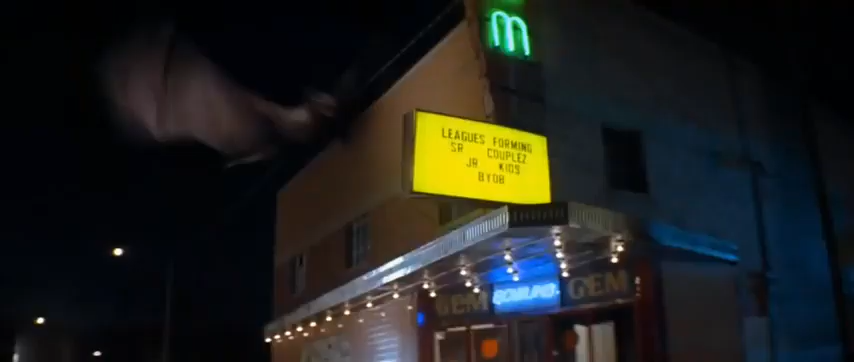 m
LEAGUES FORMING
SR COUPLEZ
JR KIDS
BYOB
GEM BOWLING GEM